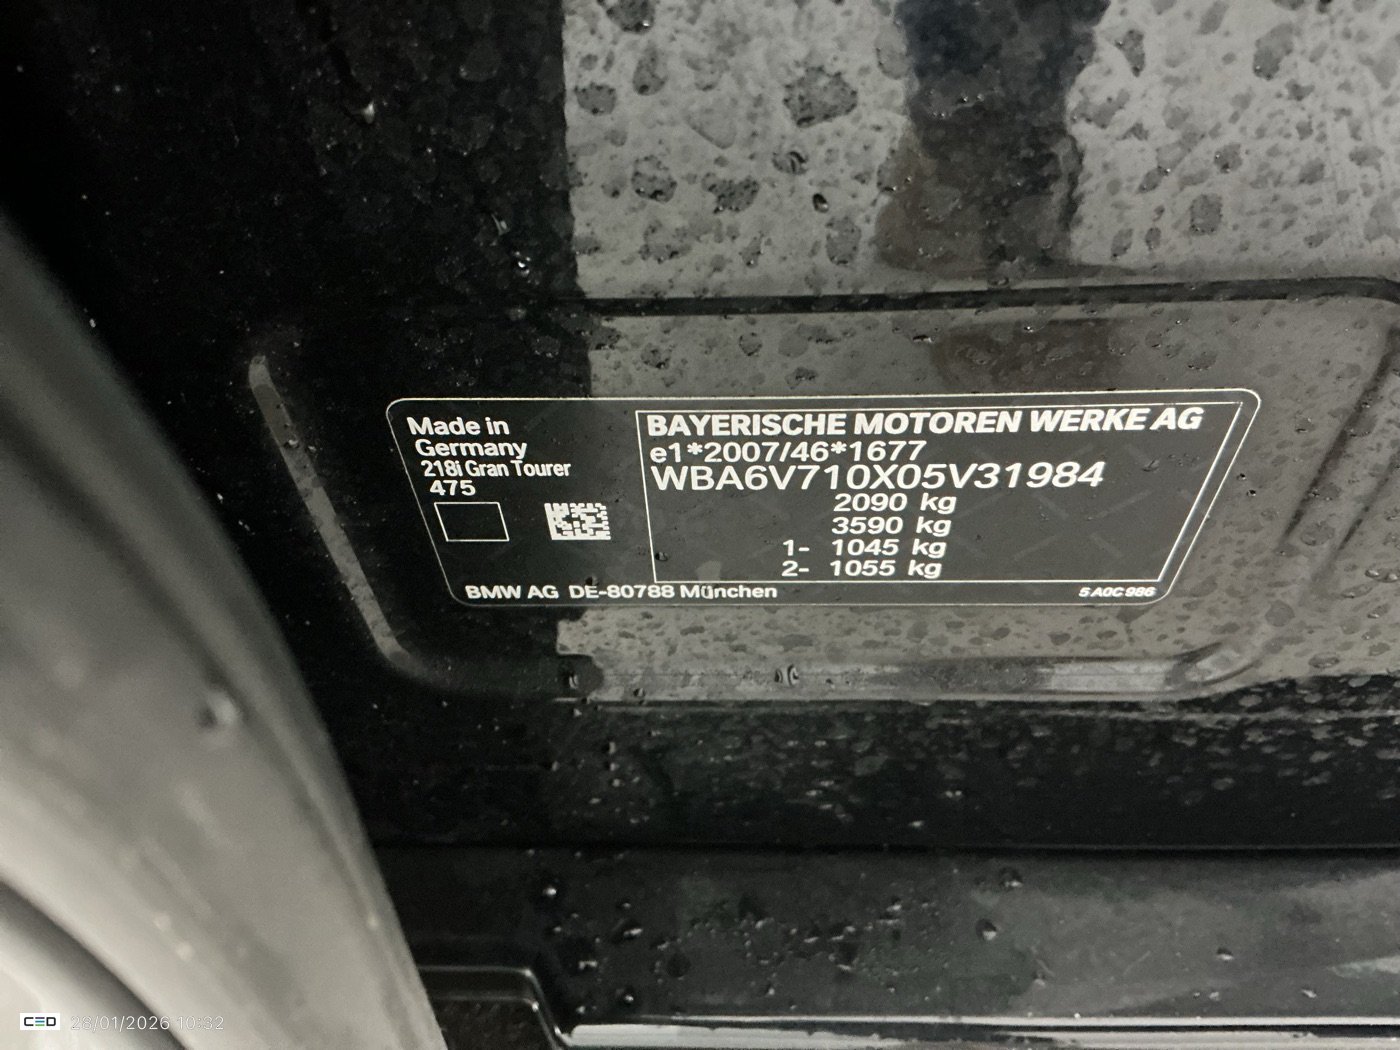 Made in
Germany
218i Gran Tourer
475
BAYERISCHE MOTOREN WERKE AG
e1*2007/46*1677
WBA6V710X05V31984
2090 kg
3590 kg
1- 1045 kg
2- 1055 kg
BMW AG DE-80788 München
5 A0C 986
CED 28/01/2026 10:32